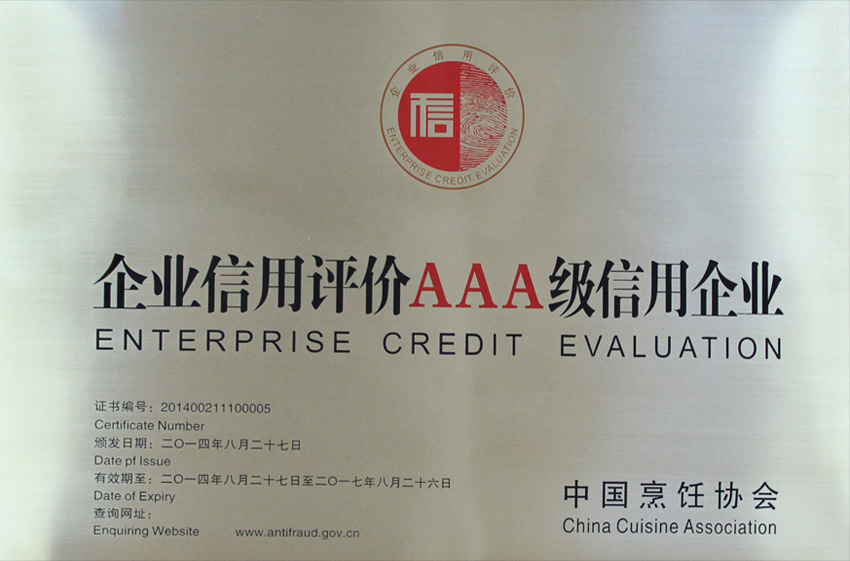 企业信用评价
信
ENTERPRISE CREDIT EVALUATION
企业信用评价AAA级信用企业
ENTERPRISE CREDIT EVALUATION
证书编号：201400211100005
Certificate Number
颁发日期：二〇一四年八月二十七日
Date pf Issue
有效期至：二〇一四年八月二十七日至二〇一七年八月二十六日
Date of Expiry
查询网址：
Enquiring Website www.antifraud.gov.cn
中国烹饪协会
China Cuisine Association